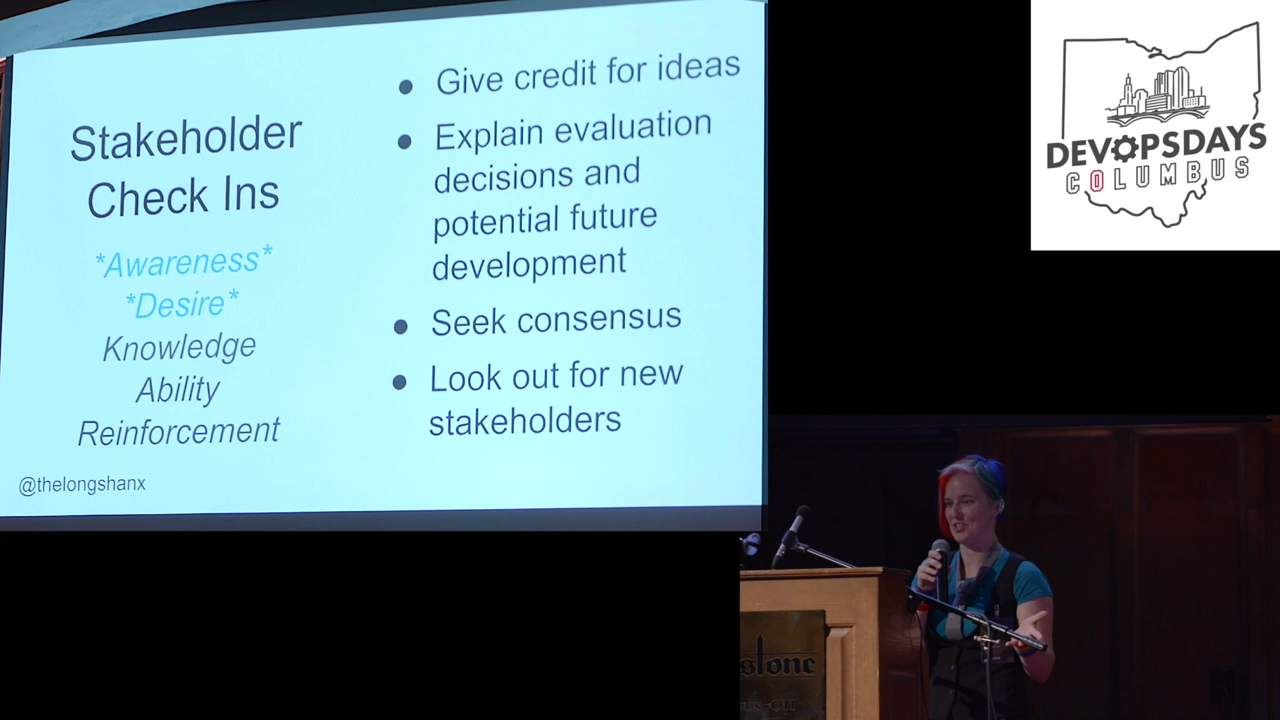 Stakeholder
Check Ins
*Awareness*
*Desire*
Knowledge
Ability
Reinforcement
@thelongshanx
● Give credit for ideas
● Explain evaluation
decisions and
potential future
development
● Seek consensus
● Look out for new
stakeholders
DEVOPSDAYS
COLUMBUS